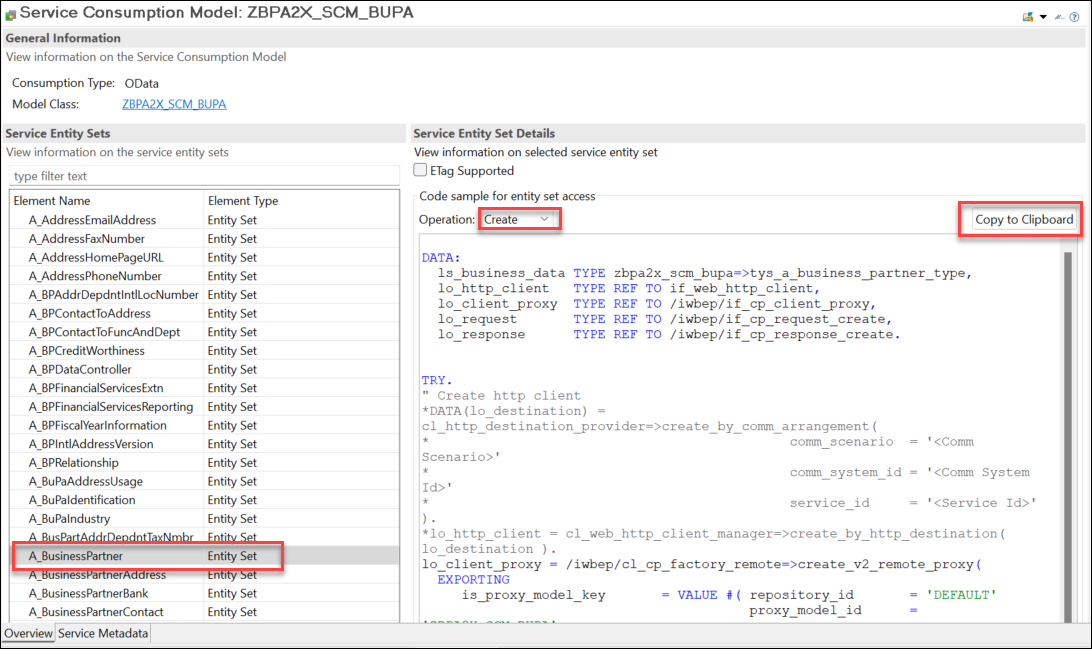 Service Consumption Model: ZBPA2X_SCM_BUPA
General Information
View information on the Service Consumption Model
Consumption Type: OData
Model Class: ZBPA2X_SCM_BUPA
Service Entity Sets
View information on the service entity sets
type filter text
Element Name Element Type
A_AddressEmailAddress Entity Set
A_AddressFaxNumber Entity Set
A_AddressHomePageURL Entity Set
A_AddressPhoneNumber Entity Set
A_BPAddrDepdntIntlLocNumber Entity Set
A_BPContactToAddress Entity Set
A_BPContactToFuncAndDept Entity Set
A_BPCreditWorthiness Entity Set
A_BPDataController Entity Set
A_BPFinancialServicesExtn Entity Set
A_BPFinancialServicesReporting Entity Set
A_BPFiscalYearInformation Entity Set
A_BPIntlAddressVersion Entity Set
A_BPRelationship Entity Set
A_BuPaAddressUsage Entity Set
A_BuPaIdentification Entity Set
A_BuPaIndustry Entity Set
A_BusPartAddrDepdntTaxNmbr Entity Set
A_BusinessPartner Entity Set
A_BusinessPartnerAddress Entity Set
A_BusinessPartnerBank Entity Set
A_BusinessPartnerContact Entity Set
Overview Service Metadata
Service Entity Set Details
View information on selected service entity set
ETag Supported
Code sample for entity set access
Operation: Create Copy to Clipboard
DATA:
ls_business_data TYPE zbpa2x_scm_bupa=>tys_a_business_partner_type,
lo_http_client TYPE REF TO if_web_http_client,
lo_client_proxy TYPE REF TO /iwbep/if_cp_client_proxy,
lo_request TYPE REF TO /iwbep/if_cp_request_create,
lo_response TYPE REF TO /iwbep/if_cp_response_create.
TRY.
" Create http client
*DATA(lo_destination) =
cl_http_destination_provider=>create_by_comm_arrangement(
* comm_scenario = '<Comm
Scenario>'
* comm_system_id = '<Comm System
Id>'
* service_id = '<Service Id>'
).
*lo_http_client = cl_web_http_client_manager=>create_by_http_destination(
lo_destination ).
lo_client_proxy = /iwbep/cl_cp_factory_remote=>create_v2_remote_proxy(
EXPORTING
is_proxy_model_key = VALUE #( repository_id = 'DEFAULT'
proxy_model_id =
'ZBPA2X_SCM_BUPA'